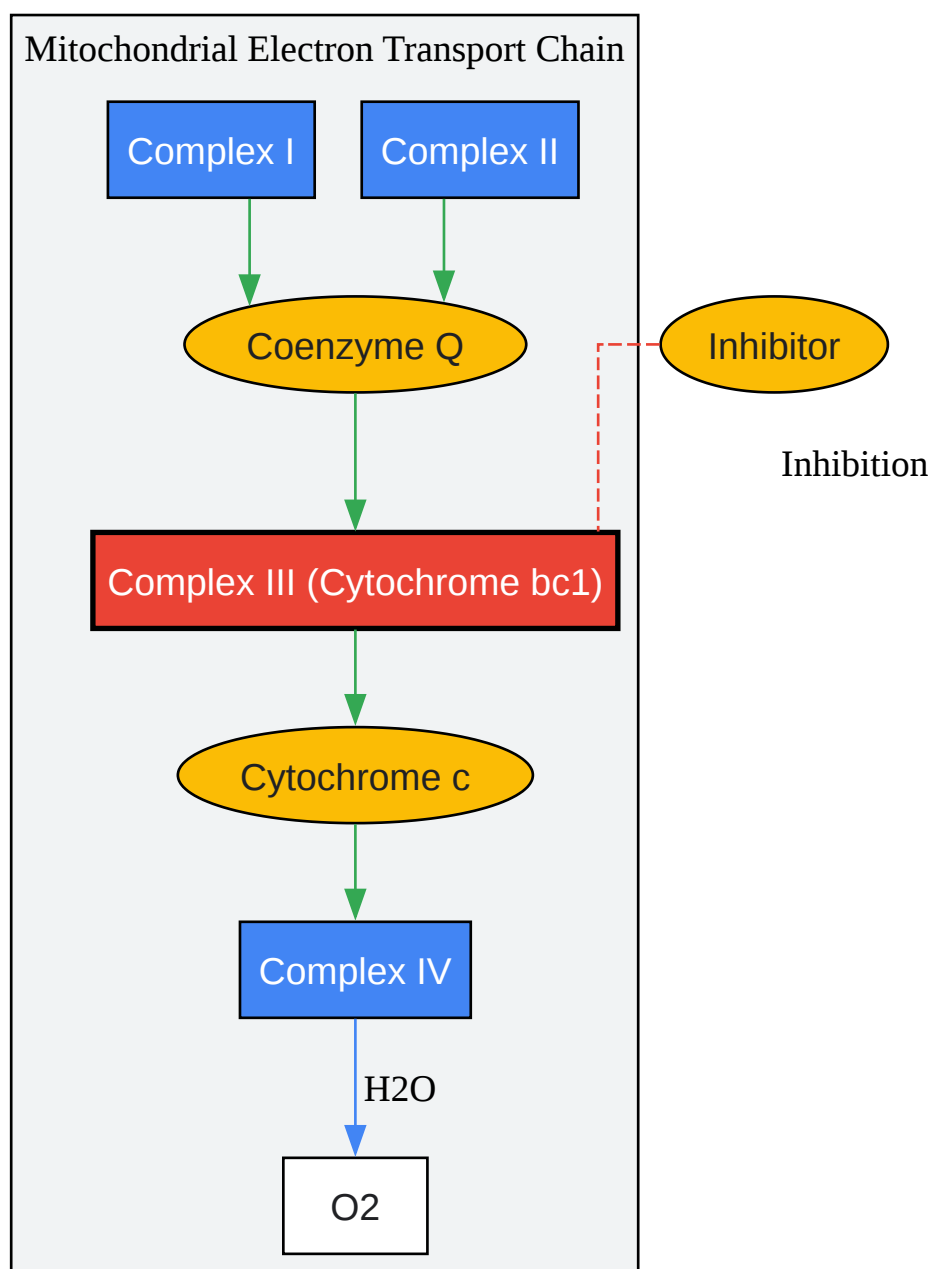 Mitochondrial Electron Transport Chain
Complex I
Complex II
Coenzyme Q
Inhibitor
Inhibition
Complex III (Cytochrome bc1)
Cytochrome c
Complex IV
H2O
O2